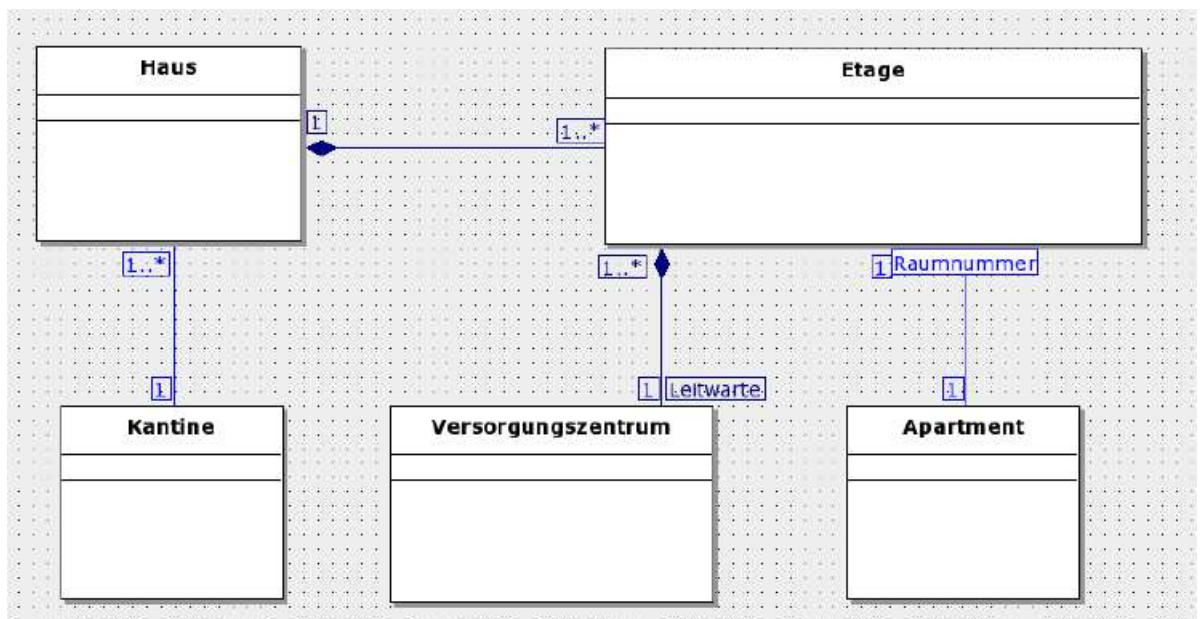 Haus
Etage
1
1..*
1..*
1..*
1
Raumnummer
1
1
Leitwarte
1
Kantine
Versorgungszentrum
Apartment